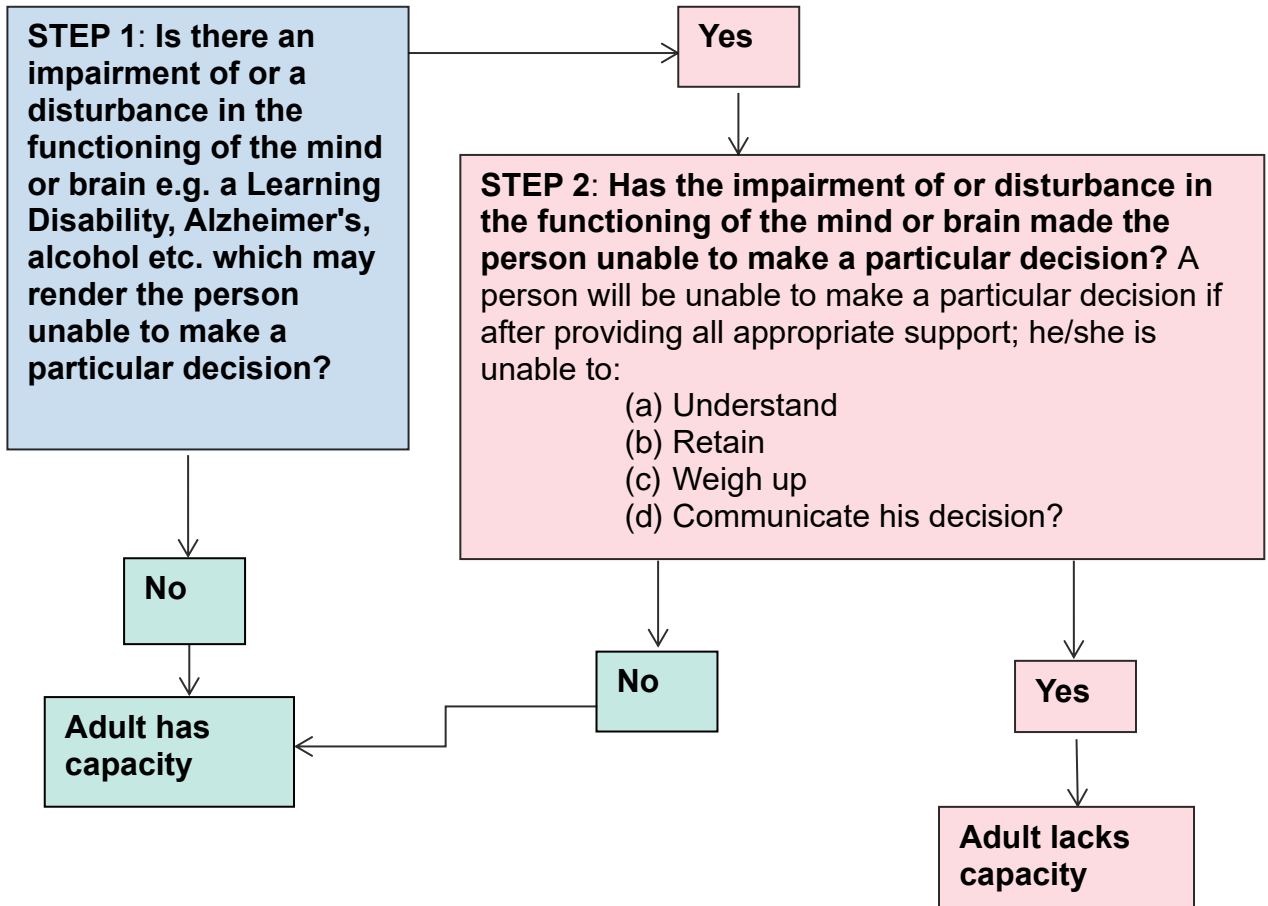 STEP 1: Is there an
impairment of or a
disturbance in the
functioning of the mind
or brain e.g. a Learning
Disability, Alzheimer's,
alcohol etc. which may
render the person
unable to make a
particular decision?
Yes
STEP 2: Has the impairment of or disturbance in
the functioning of the mind or brain made the
person unable to make a particular decision? A
person will be unable to make a particular decision if
after providing all appropriate support; he/she is
unable to:
(a) Understand
(b) Retain
(c) Weigh up
(d) Communicate his decision?
No
Adult has
capacity
No
Yes
Adult lacks
capacity